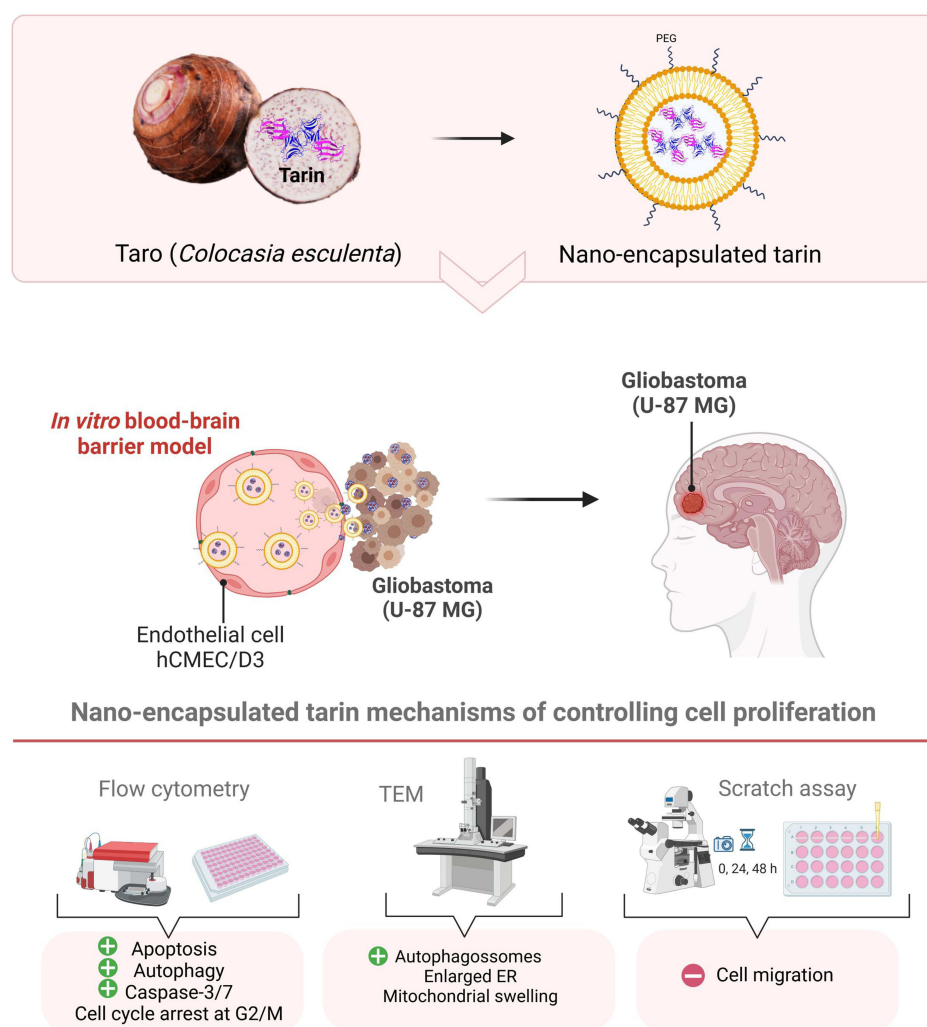 PEG
Tarin
Taro (Colocasia esculenta)
Nano-encapsulated tarin
Gliobastoma
(U-87 MG)
In vitro blood-brain
barrier model
Gliobastoma
(U-87 MG)
Endothelial cell
hCMEC/D3
Nano-encapsulated tarin mechanisms of controlling cell proliferation
Flow cytometry
TEM
Scratch assay
0, 24, 48 h
Apoptosis
Autophagy
Caspase-3/7
Cell cycle arrest at G2/M
Autophagossomes
Enlarged ER
Mitochondrial swelling
Cell migration